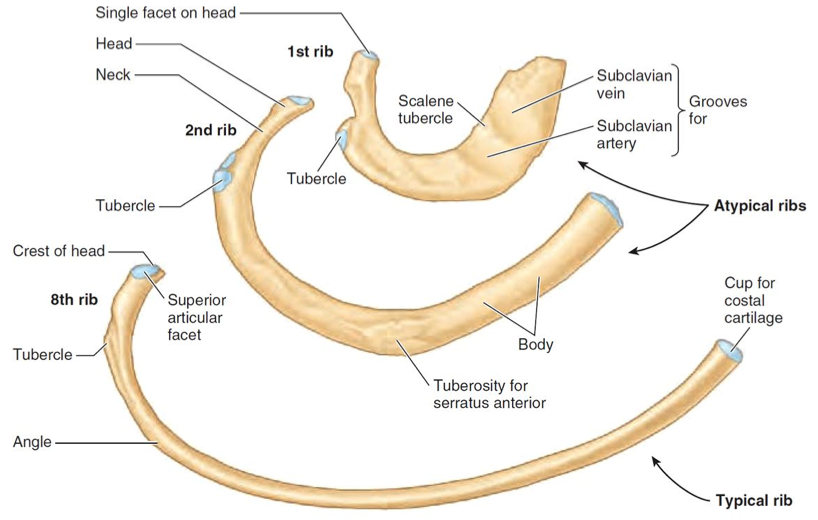 Single facet on head
Head
Neck
1st rib
2nd rib
Scalene
tubercle
Subclavian
vein
Subclavian
artery
Grooves
for
Tubercle
Tubercle
Atypical ribs
Crest of head
8th rib
Superior
articular
facet
Tubercle
Cup for
costal
cartilage
Body
Tuberosity for
serratus anterior
Angle
Typical rib